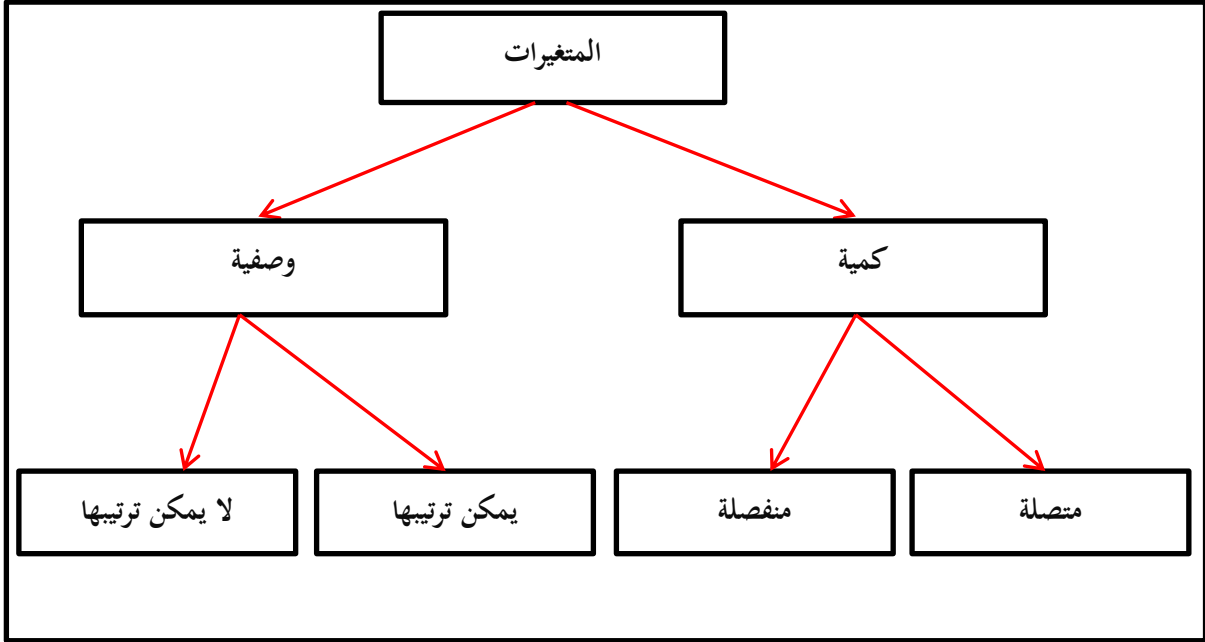 المتغيرات
كمية
وصفية
متصلة
منفصلة
يمكن ترتيبها
لا يمكن ترتيبها